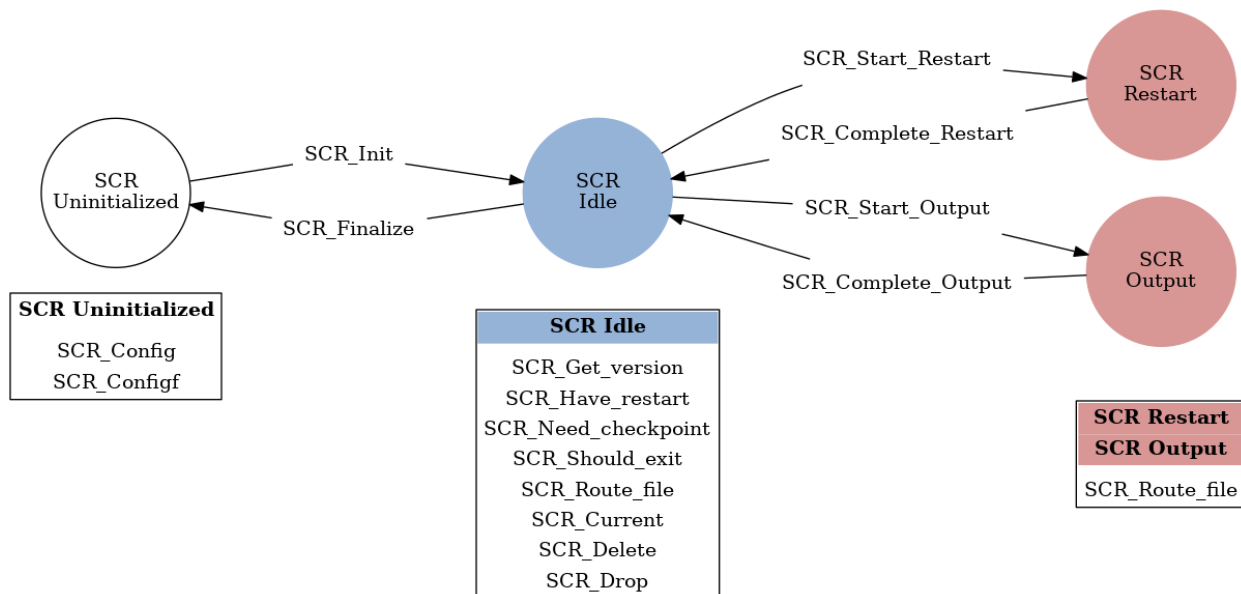 SCR_Start_Restart
SCR
Restart
SCR_Complete_Restart
SCR_Init
SCR
Uninitialized
SCR
Idle
SCR_Start_Output
SCR_Finalize
SCR
Output
SCR_Complete_Output
SCR Uninitialized
SCR_Config
SCR_Configf
SCR Idle
SCR_Get_version
SCR_Have_restart
SCR_Need_checkpoint
SCR_Should_exit
SCR_Route_file
SCR_Current
SCR_Delete
SCR_Drop
SCR Restart
SCR Output
SCR_Route_file